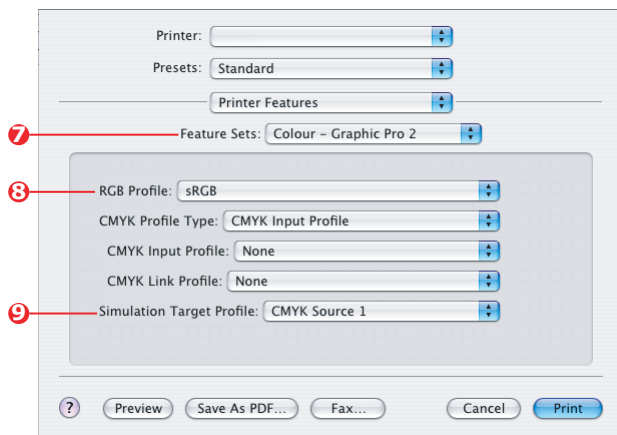 Printer:
Presets: Standard
Printer Features
7 Feature Sets: Colour – Graphic Pro 2
8 RGB Profile: sRGB
CMYK Profile Type: CMYK Input Profile
CMYK Input Profile: None
CMYK Link Profile: None
9 Simulation Target Profile: CMYK Source 1
? Preview Save As PDF... Fax... Cancel Print